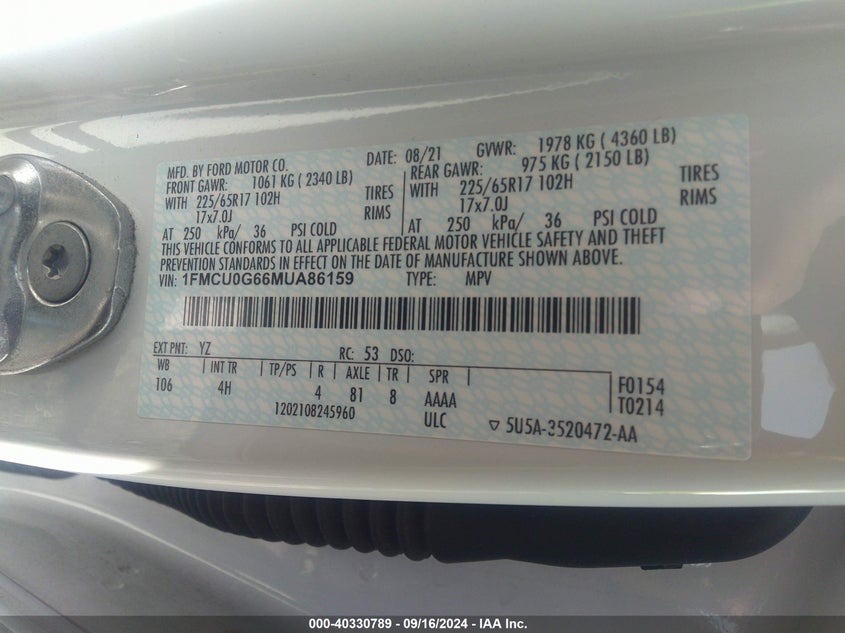 MFD. BY FORD MOTOR CO.
DATE: 08/21 GVWR: 1978 KG ( 4360 LB)
FRONT GAWR: 1061 KG ( 2340 LB)
WITH 225/65R17 102H TIRES
17x7.0J RIMS
AT 250 kPa/ 36 PSI COLD
REAR GAWR: 975 KG ( 2150 LB)
WITH 225/65R17 102H TIRES
17x7.0J RIMS
AT 250 kPa/ 36 PSI COLD
THIS VEHICLE CONFORMS TO ALL APPLICABLE FEDERAL MOTOR VEHICLE SAFETY AND THEFT
PREVENTION STANDARDS IN EFFECT ON THE DATE OF MANUFACTURE SHOWN ABOVE.
VIN: 1FMCU0G66MUA86159 TYPE: MPV
EXT PNT: YZ RC: 53 DSO:
WB INT TR TP/PS R AXLE TR SPR
106 4H 4 81 8 AAAA
1202108245960 ULC
F0154
T0214
5U5A-3520472-AA
000-40330789 - 09/16/2024 - IAA Inc.